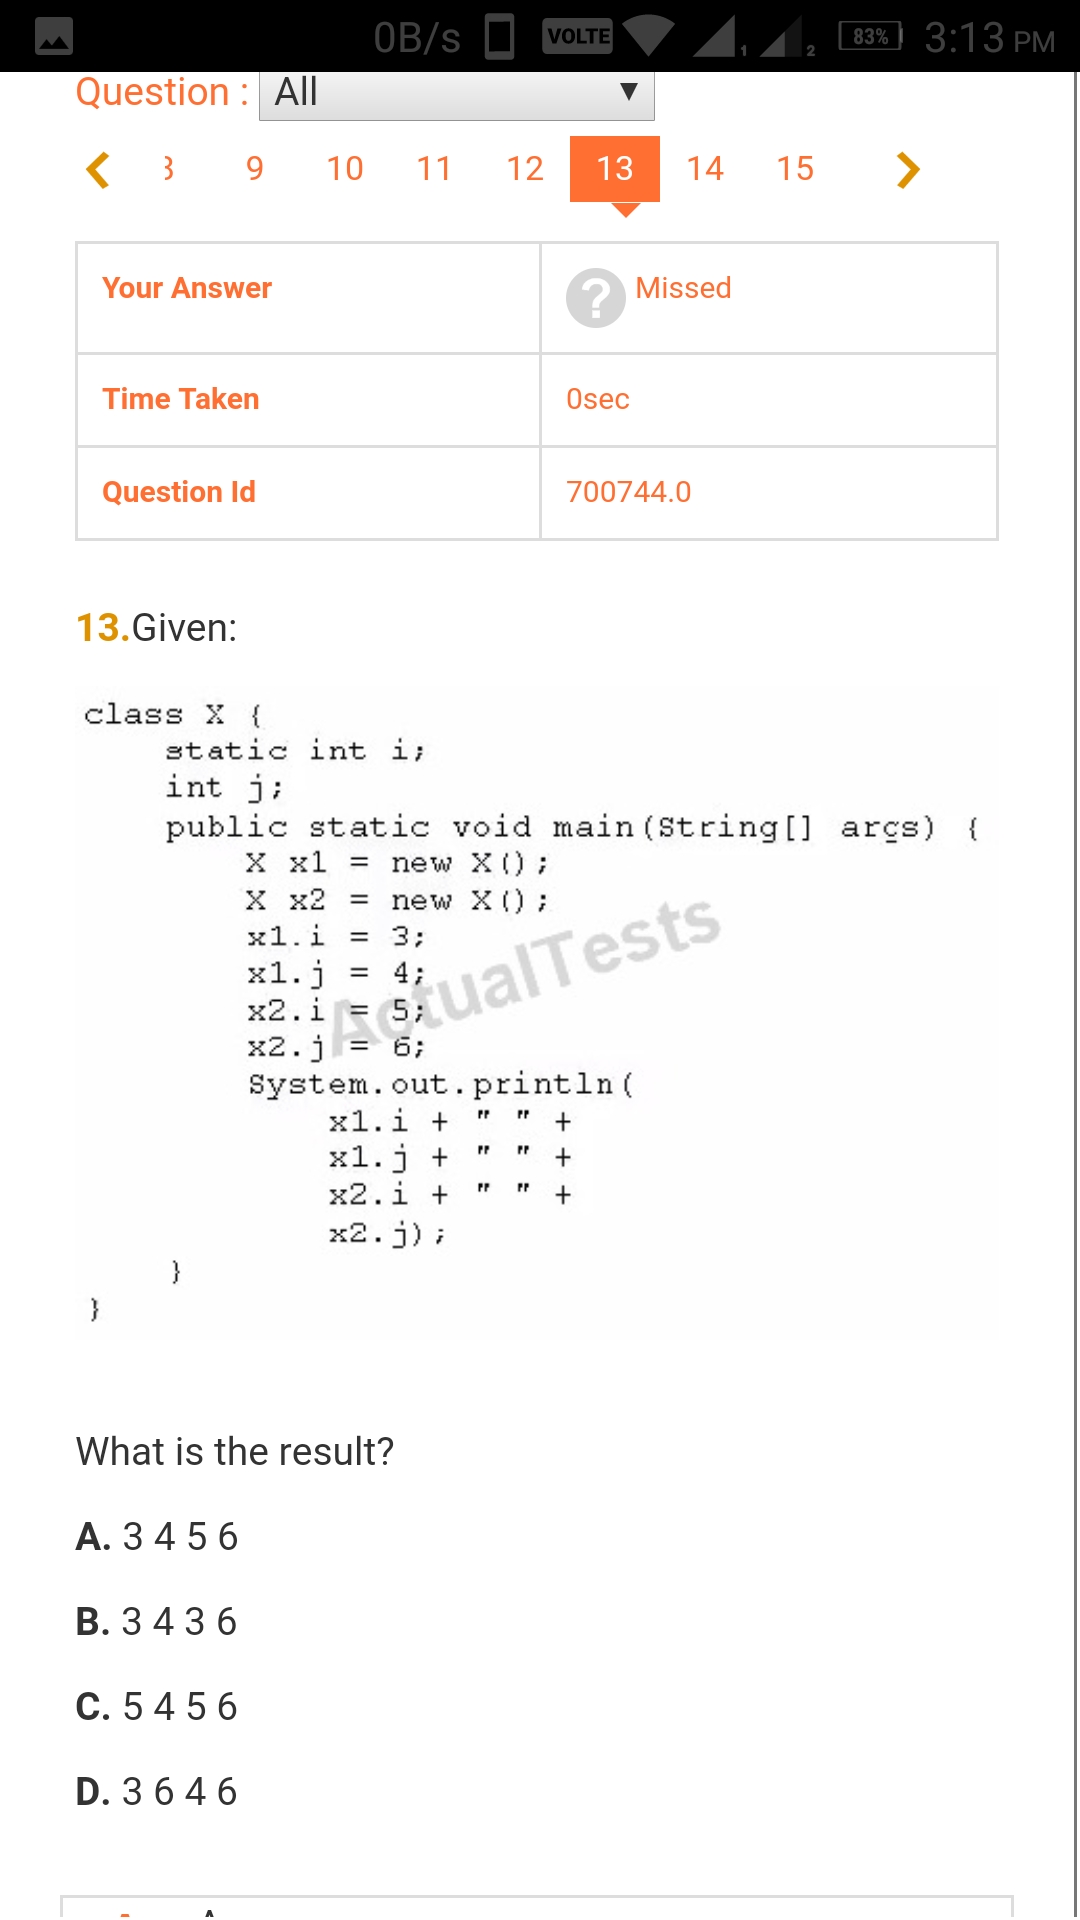 0B/s VOLTE 1 2 83% 3:13 PM
Question : All ▼
9 10 11 12 13 14 15
Your Answer ? Missed
Time Taken 0sec
Question Id 700744.0
13.Given:
class X {
static int i;
int j;
public static void main(String[] args) {
X x1 = new X();
X x2 = new X();
x1.i = 3;
x1.j = 4;
x2.i = 5;
x2.j = 6;
System.out.println(
x1.i + " " +
x1.j + " " +
x2.i + " " +
x2.j);
}
}
ActualTests
What is the result?
A. 3 4 5 6
B. 3 4 3 6
C. 5 4 5 6
D. 3 6 4 6